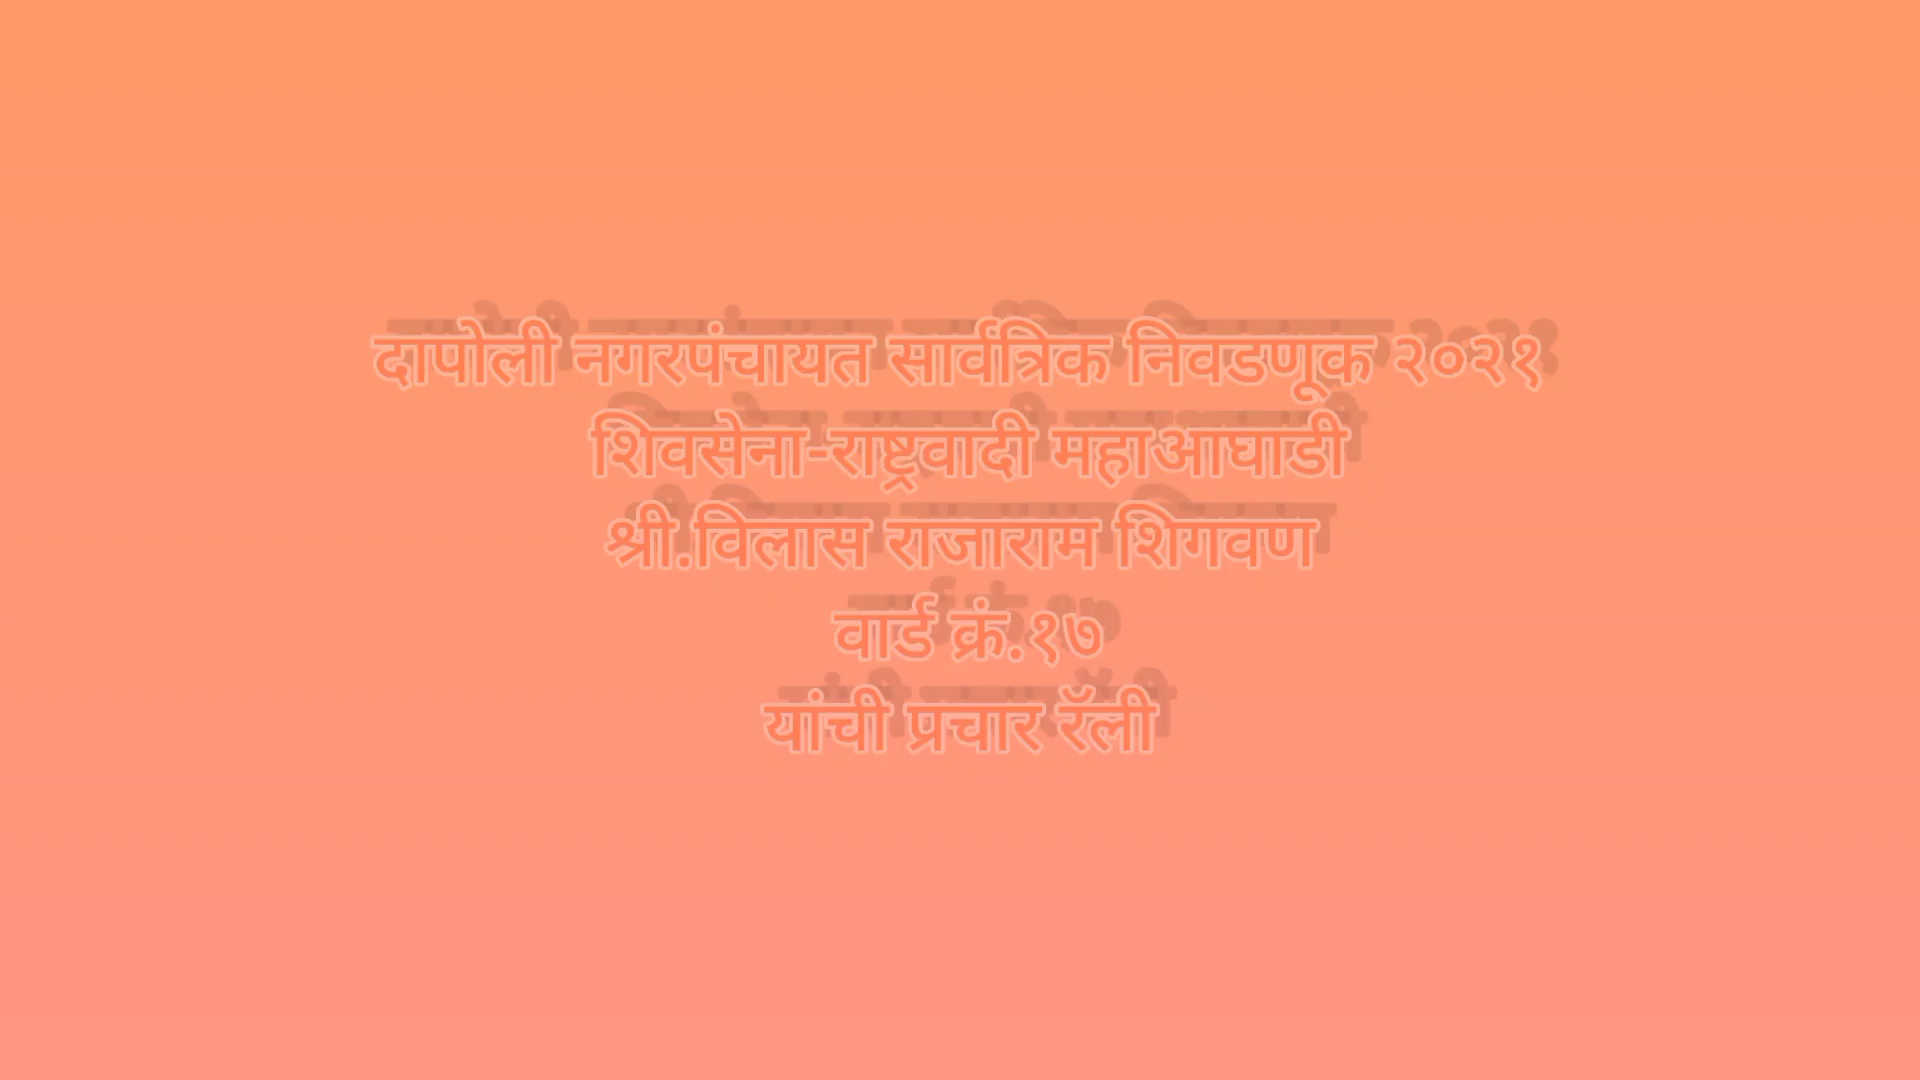 दापोली नगरपंचायत सार्वत्रिक निवडणूक २०२१
शिवसेना-राष्ट्रवादी महाआघाडी
श्री.विलास राजाराम शिगवण
वार्ड क्रं.१७
यांची प्रचार रॅली